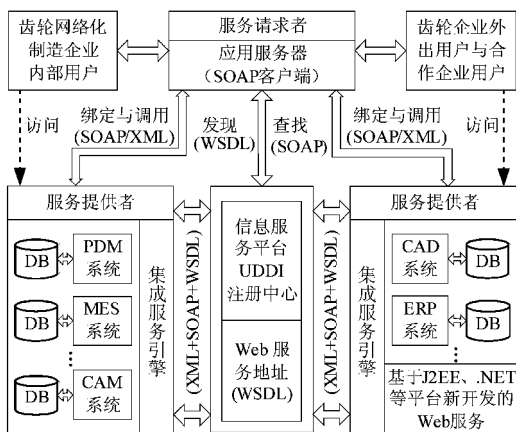 齿轮网络化
制造企业
内部用户
服务请求者
应用服务器
(SOAP客户端)
齿轮企业外
出用户与合
作企业用户
访问
绑定与调用
(SOAP/XML)
发现
(WSDL)
查找
(SOAP)
绑定与调用
(SOAP/XML)
访问
服务提供者
DB
PDM
系统
DB
MES
系统
DB
CAM
系统
集成服务引擎
(XML+SOAP+WSDL)
信息服
务平台
UDDI
注册中心
Web 服
务地址
(WSDL)
(XML+SOAP+WSDL)
服务提供者
集成服务引擎
CAD
系统
DB
ERP
系统
DB
基于J2EE、.NET
等平台新开发的
Web服务